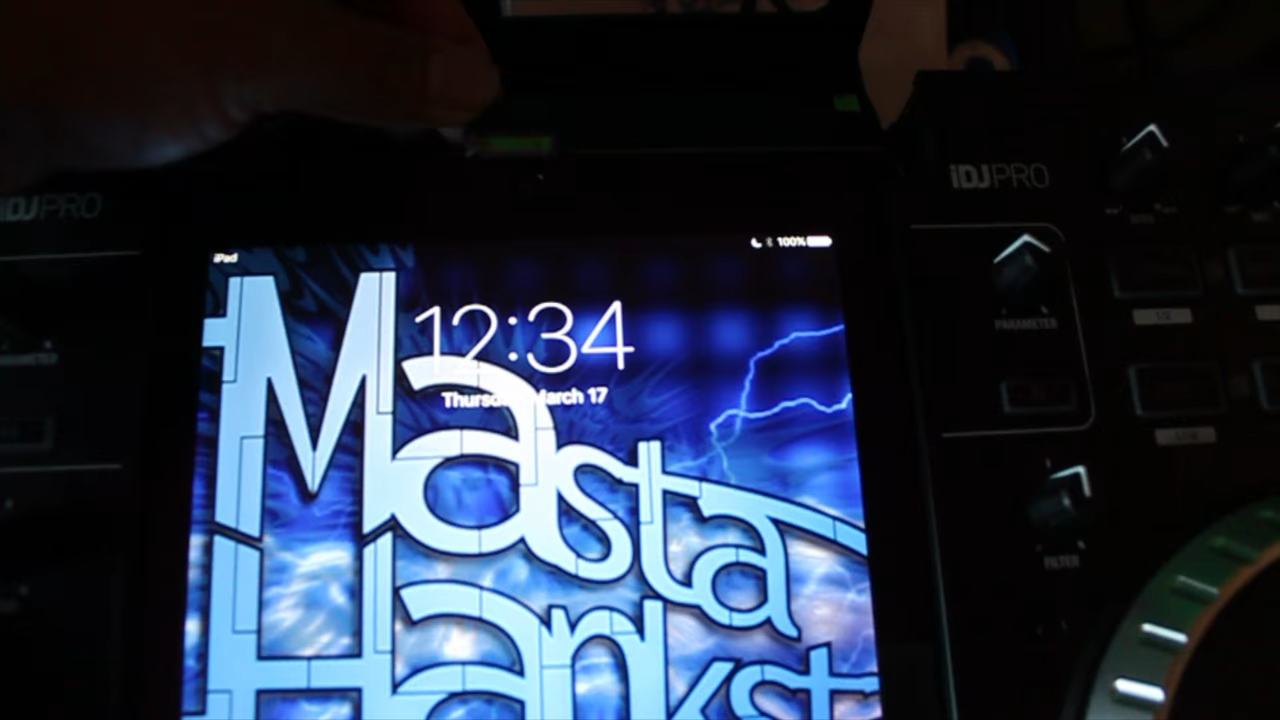 iDJPRO
iDJPRO
iPad
100%
12:34
Thursday, March 17
Masta
Hankst
PARAMETER
FILTER